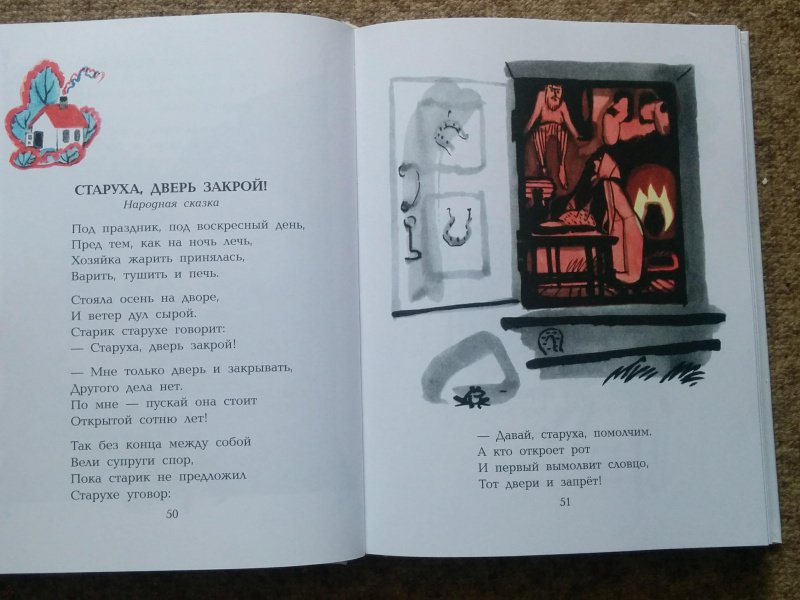 СТАРУХА, ДВЕРЬ ЗАКРОЙ!
Народная сказка
Под праздник, под воскресный день,
Пред тем, как на ночь лечь,
Хозяйка жарить принялась,
Варить, тушить и печь.
Стояла осень на дворе,
И ветер дул сырой.
Старик старухе говорит:
— Старуха, дверь закрой!
— Мне только дверь и закрывать,
Другого дела нет.
По мне — пускай она стоит
Открытой сотню лет!
Так без конца между собой
Вели супруги спор,
Пока старик не предложил
Старухе уговор:
50
— Давай, старуха, помолчим.
А кто откроет рот
И первый вымолвит словцо,
Тот двери и запрёт!
51